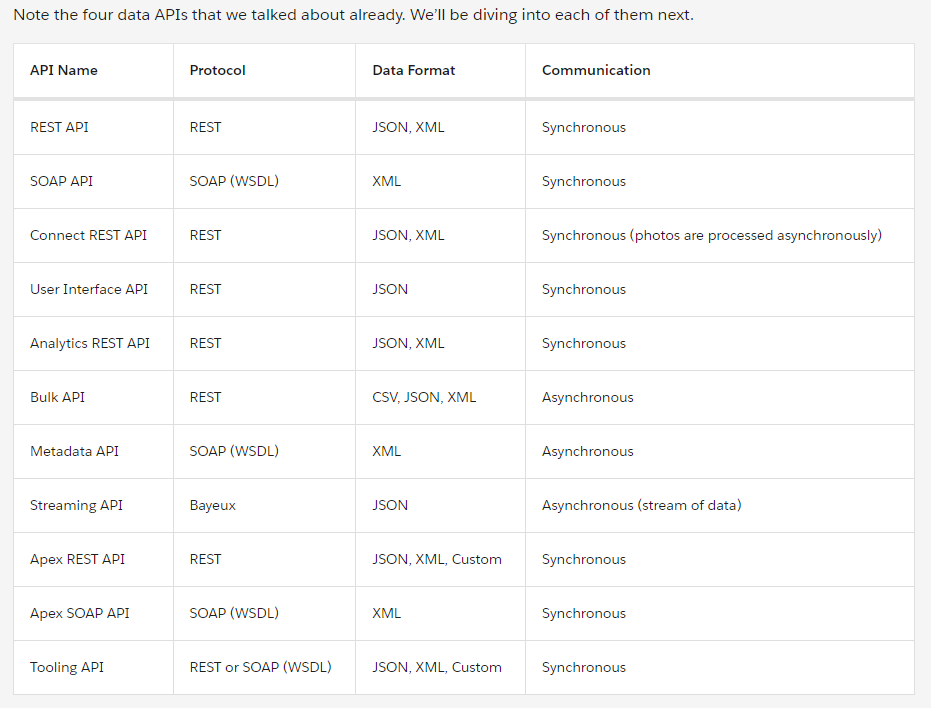 Note the four data APIs that we talked about already. We’ll be diving into each of them next.
API Name Protocol Data Format Communication
REST API REST JSON, XML Synchronous
SOAP API SOAP (WSDL) XML Synchronous
Connect REST API REST JSON, XML Synchronous (photos are processed asynchronously)
User Interface API REST JSON Synchronous
Analytics REST API REST JSON, XML Synchronous
Bulk API REST CSV, JSON, XML Asynchronous
Metadata API SOAP (WSDL) XML Asynchronous
Streaming API Bayeux JSON Asynchronous (stream of data)
Apex REST API REST JSON, XML, Custom Synchronous
Apex SOAP API SOAP (WSDL) XML Synchronous
Tooling API REST or SOAP (WSDL) JSON, XML, Custom Synchronous